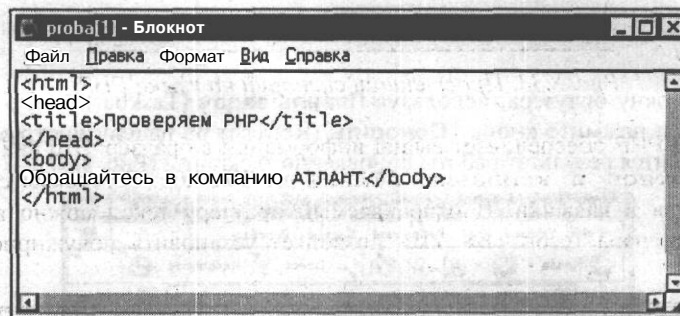 proba[1] - Блокнот
Файл Правка Формат Вид Справка
<html>
<head>
<title>Проверяем PHP</title>
</head>
<body>
Обращайтесь в компанию АТЛАНТ</body>
</html>